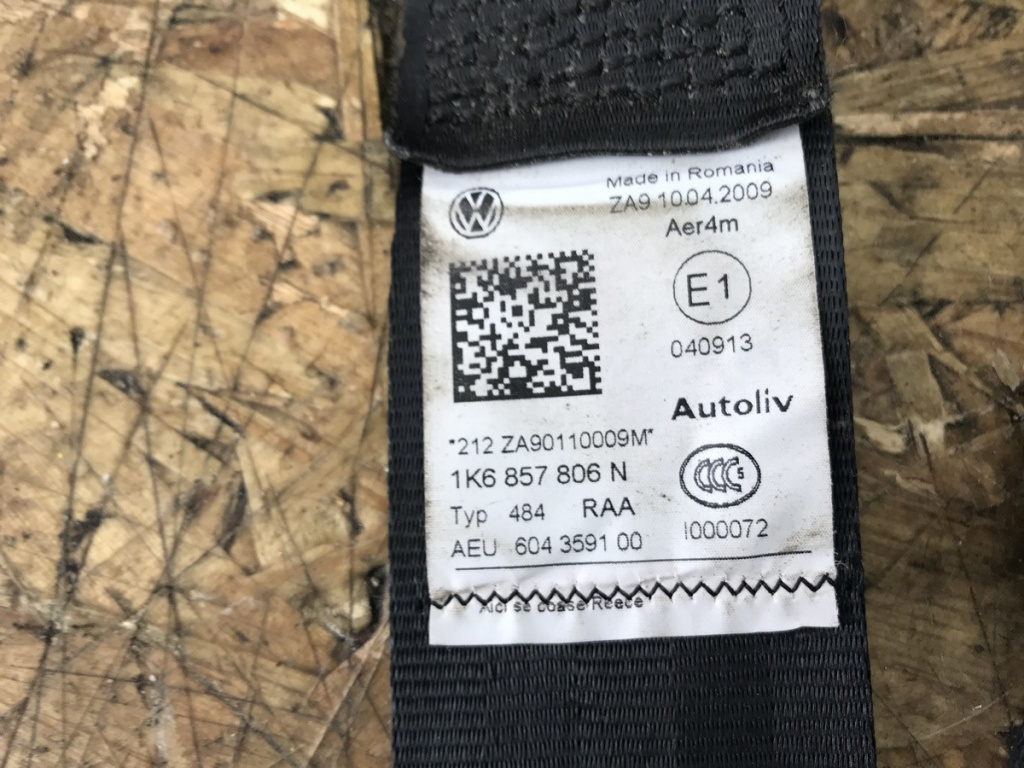 Made in Romania
ZA9 10.04.2009
Aer4m
E1
040913
Autoliv
*212 ZA90110009M*
1K6 857 806 N
Typ 484 RAA
AEU 604 3591 00
CCC S
I000072
Aici se coase Reece